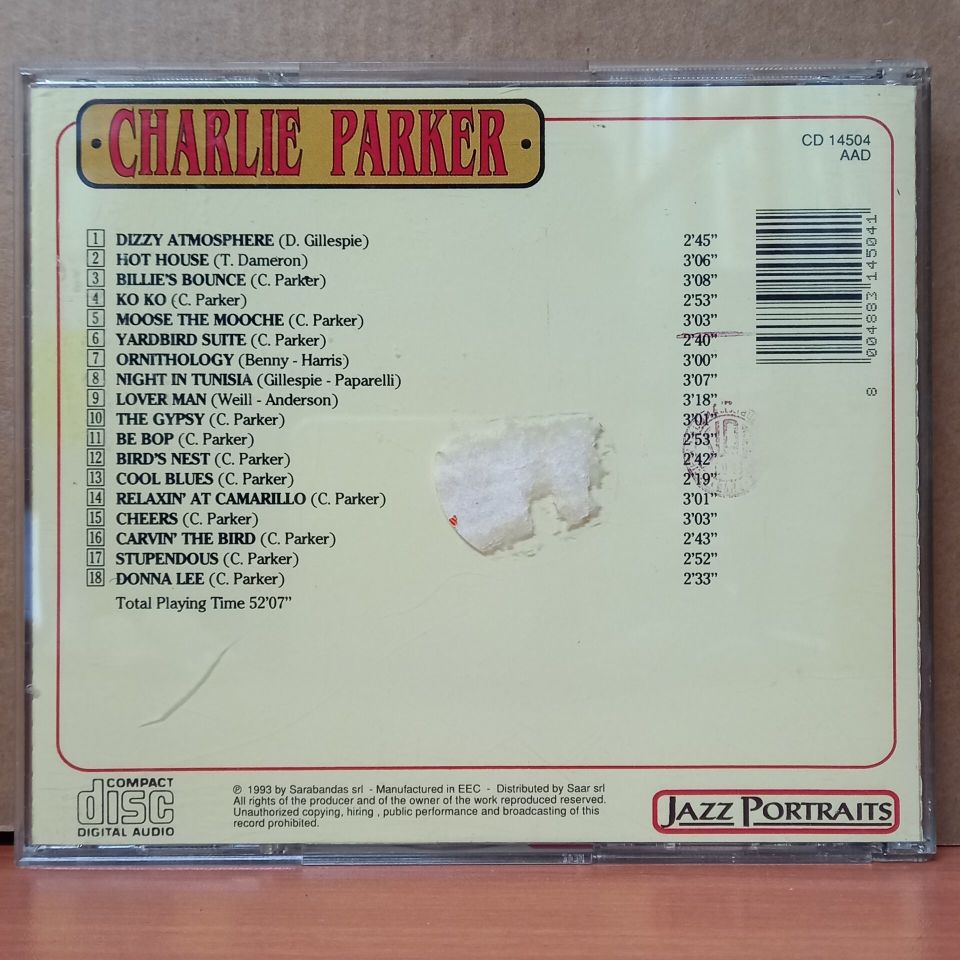 CHARLIE PARKER
CD 14504
AAD
1 DIZZY ATMOSPHERE (D. Gillespie) 2'45"
2 HOT HOUSE (T. Dameron) 3'06"
3 BILLIE'S BOUNCE (C. Parker) 3'08"
4 KO KO (C. Parker) 2'53"
5 MOOSE THE MOOCHE (C. Parker) 3'03"
6 YARDBIRD SUITE (C. Parker) 2'40"
7 ORNITHOLOGY (Benny - Harris) 3'00"
8 NIGHT IN TUNISIA (Gillespie - Paparelli) 3'07"
9 LOVER MAN (Weill - Anderson) 3'18"
10 THE GYPSY (C. Parker) 3'01"
11 BE BOP (C. Parker) 2'53"
12 BIRD'S NEST (C. Parker) 2'42"
13 COOL BLUES (C. Parker) 2'19"
14 RELAXIN' AT CAMARILLO (C. Parker) 3'01"
15 CHEERS (C. Parker) 3'03"
16 CARVIN' THE BIRD (C. Parker) 2'43"
17 STUPENDOUS (C. Parker) 2'52"
18 DONNA LEE (C. Parker) 2'33"
Total Playing Time 52'07"
8 004883 145041
COMPACT
disc
DIGITAL AUDIO
℗ 1993 by Sarabandas srl - Manufactured in EEC - Distributed by Saar srl
All rights of the producer and of the owner of the work reproduced reserved.
Unauthorized copying, hiring , public performance and broadcasting of this
record prohibited.
JAZZ PORTRAITS